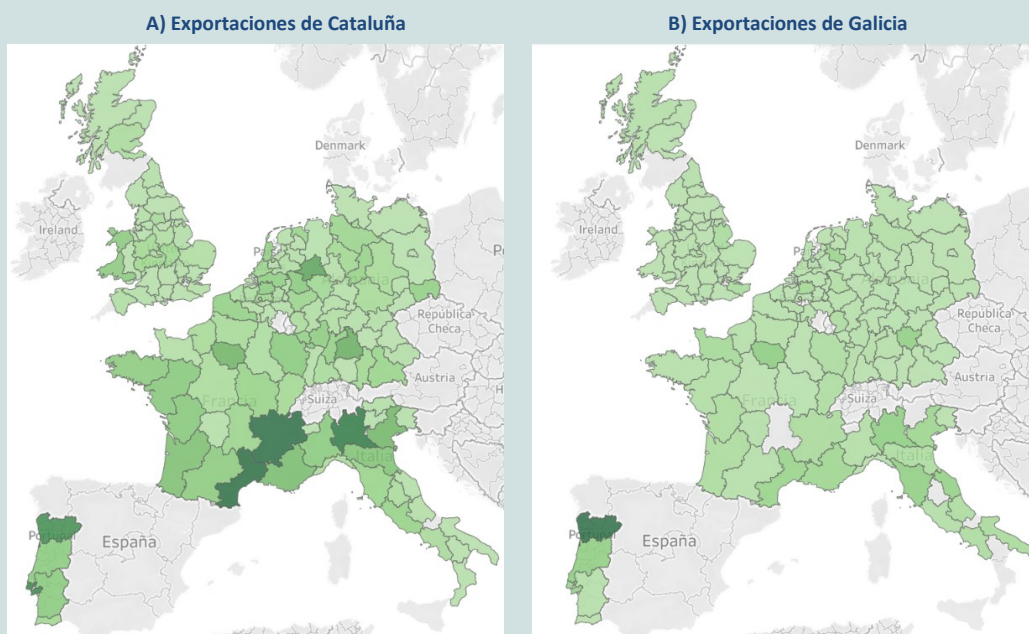 A) Exportaciones de Cataluña
B) Exportaciones de Galicia
Denmark
Ireland
República
Checa
Austria
Francia
Suiza
Italia
España
Denmark
Ireland
República
Checa
Austria
Francia
Suiza
Italia
España